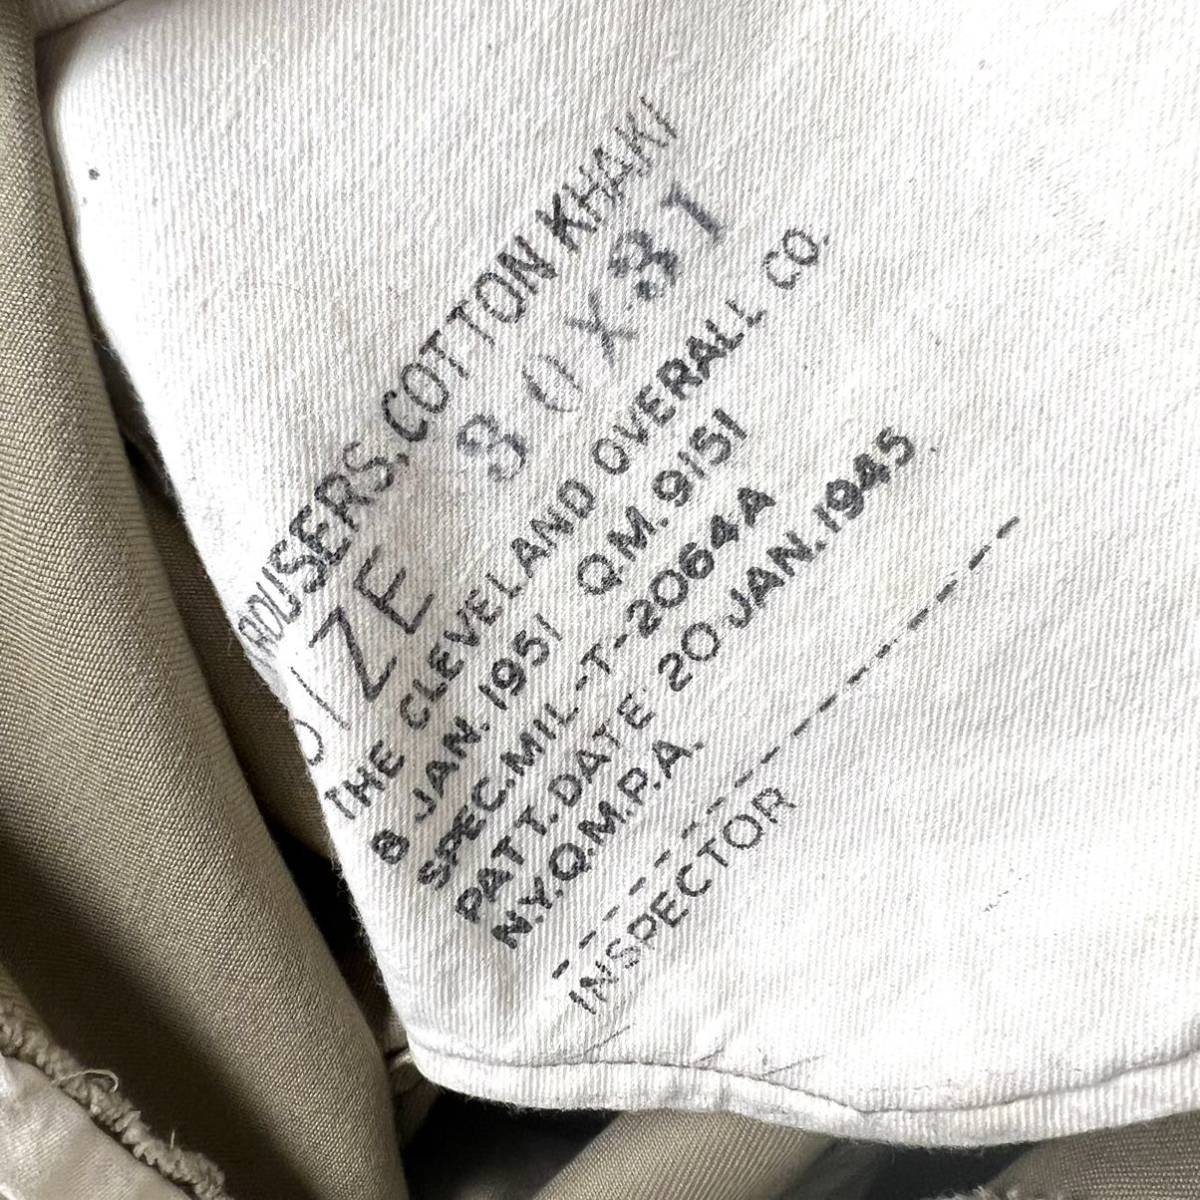 ROUSERS, COTTON KHAKI
SIZE 30X31
THE CLEVELAND OVERALL CO.
8 JAN. 1951 Q.M. 9151
SPEC. MIL-T-2064A
PATT. DATE 20 JAN. 1945
N.Y.Q.M.P.A.
INSPECTOR